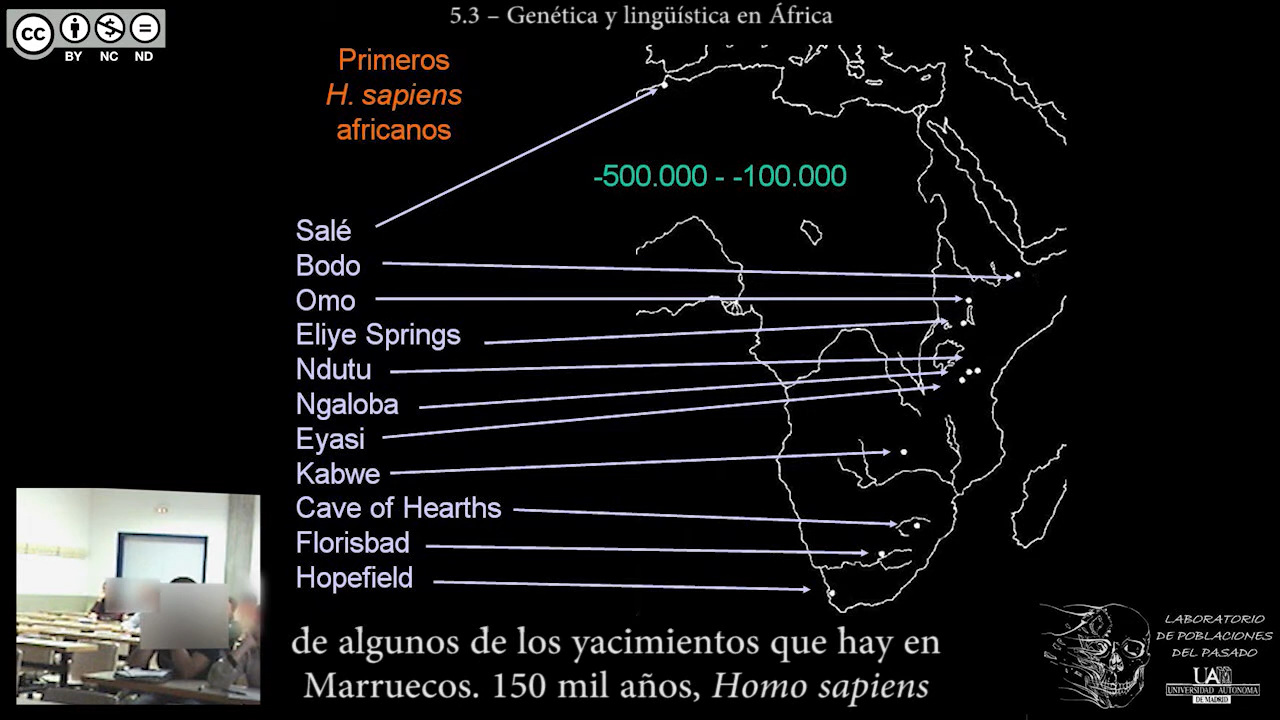 5.3 – Genética y lingüística en África
cc
BY NC ND
Primeros
H. sapiens
africanos
-500.000 - -100.000
Salé
Bodo
Omo
Eliye Springs
Ndutu
Ngaloba
Eyasi
Kabwe
Cave of Hearths
Florisbad
Hopefield
de algunos de los yacimientos que hay en
Marruecos. 150 mil años, Homo sapiens
LABORATORIO
DE POBLACIONES
DEL PASADO
UAM
UNIVERSIDAD AUTONOMA
DE MADRID